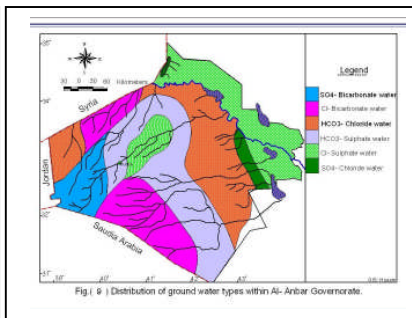 Legend
Kilometers
SO4- Bicarbonate water
Cl- Bicarbonate water
HCO3- Chloride water
HCO3- Sulphate water
Cl- Sulphate water
SO4- Chloride water
Syria
Jordan
Saudi Arabia
Fig.( 9 ) Distribution of ground water types within Al- Anbar Governorate.